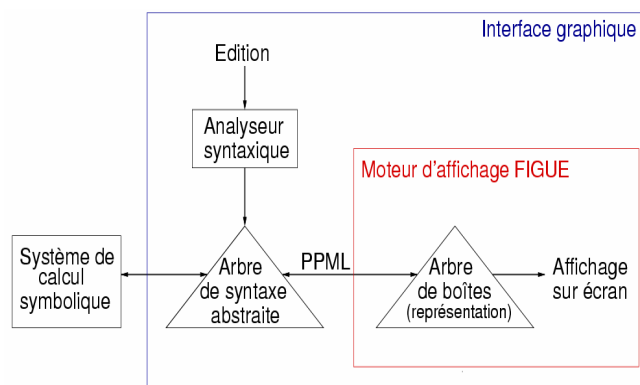 Interface graphique
Edition
Analyseur
syntaxique
Moteur d'affichage FIGUE
Système de
calcul
symbolique
Arbre
de syntaxe
abstraite
PPML
Arbre
de boîtes
(représentation)
Affichage
sur écran